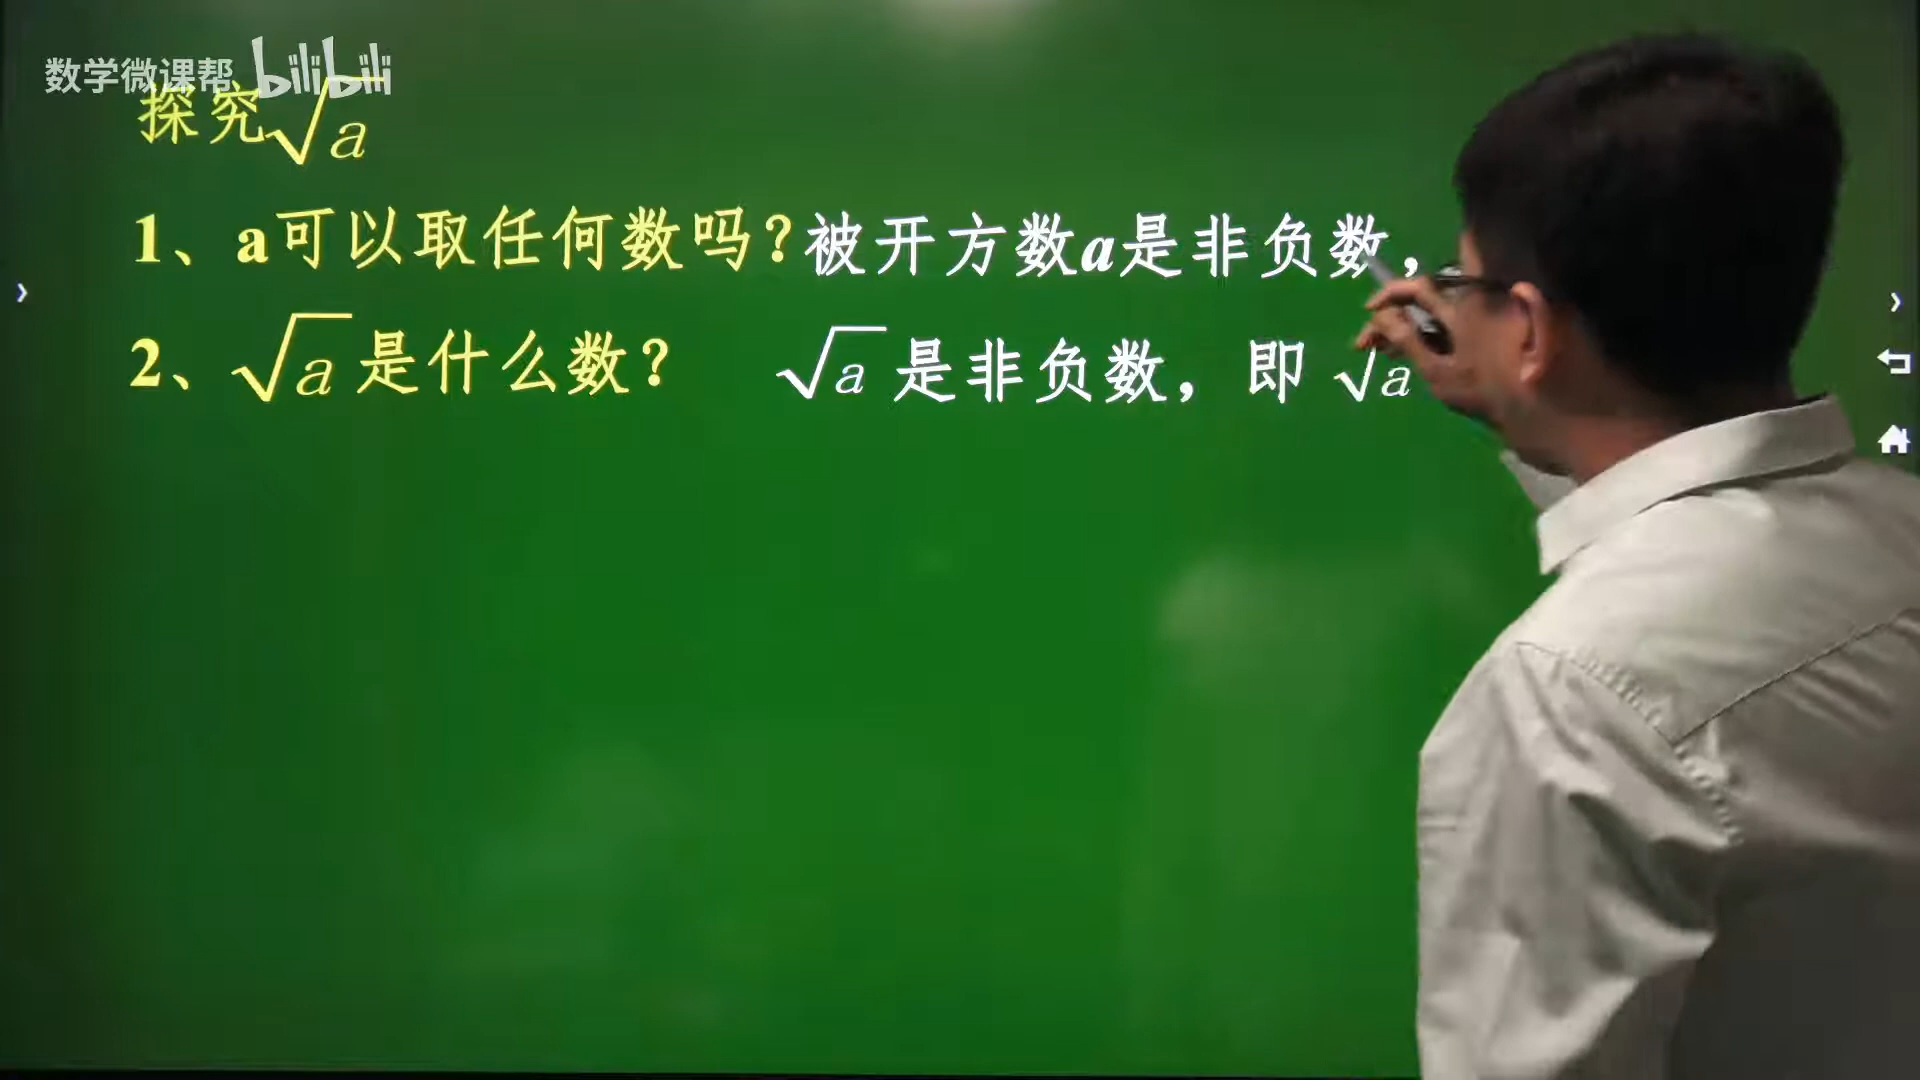 数学微课帮 bilibili
探究√a
1、a可以取任何数吗？被开方数a是非负数，
2、√a是什么数？ √a是非负数，即 √a